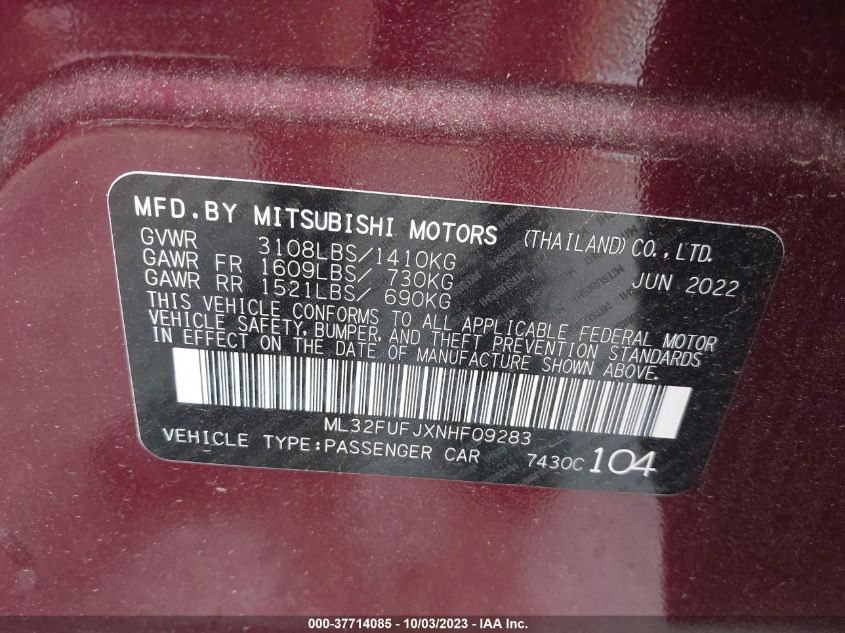 MFD.BY MITSUBISHI MOTORS (THAILAND) CO., LTD.
GVWR 3108LBS/1410KG
GAWR FR 1609LBS/ 730KG JUN 2022
GAWR RR 1521LBS/ 690KG
THIS VEHICLE CONFORMS TO ALL APPLICABLE FEDERAL MOTOR
VEHICLE SAFETY, BUMPER, AND THEFT PREVENTION STANDARDS
IN EFFECT ON THE DATE OF MANUFACTURE SHOWN ABOVE.
ML32FUFJXNHF09283
VEHICLE TYPE:PASSENGER CAR 7430C 104
000-37714085 - 10/03/2023 - IAA Inc.